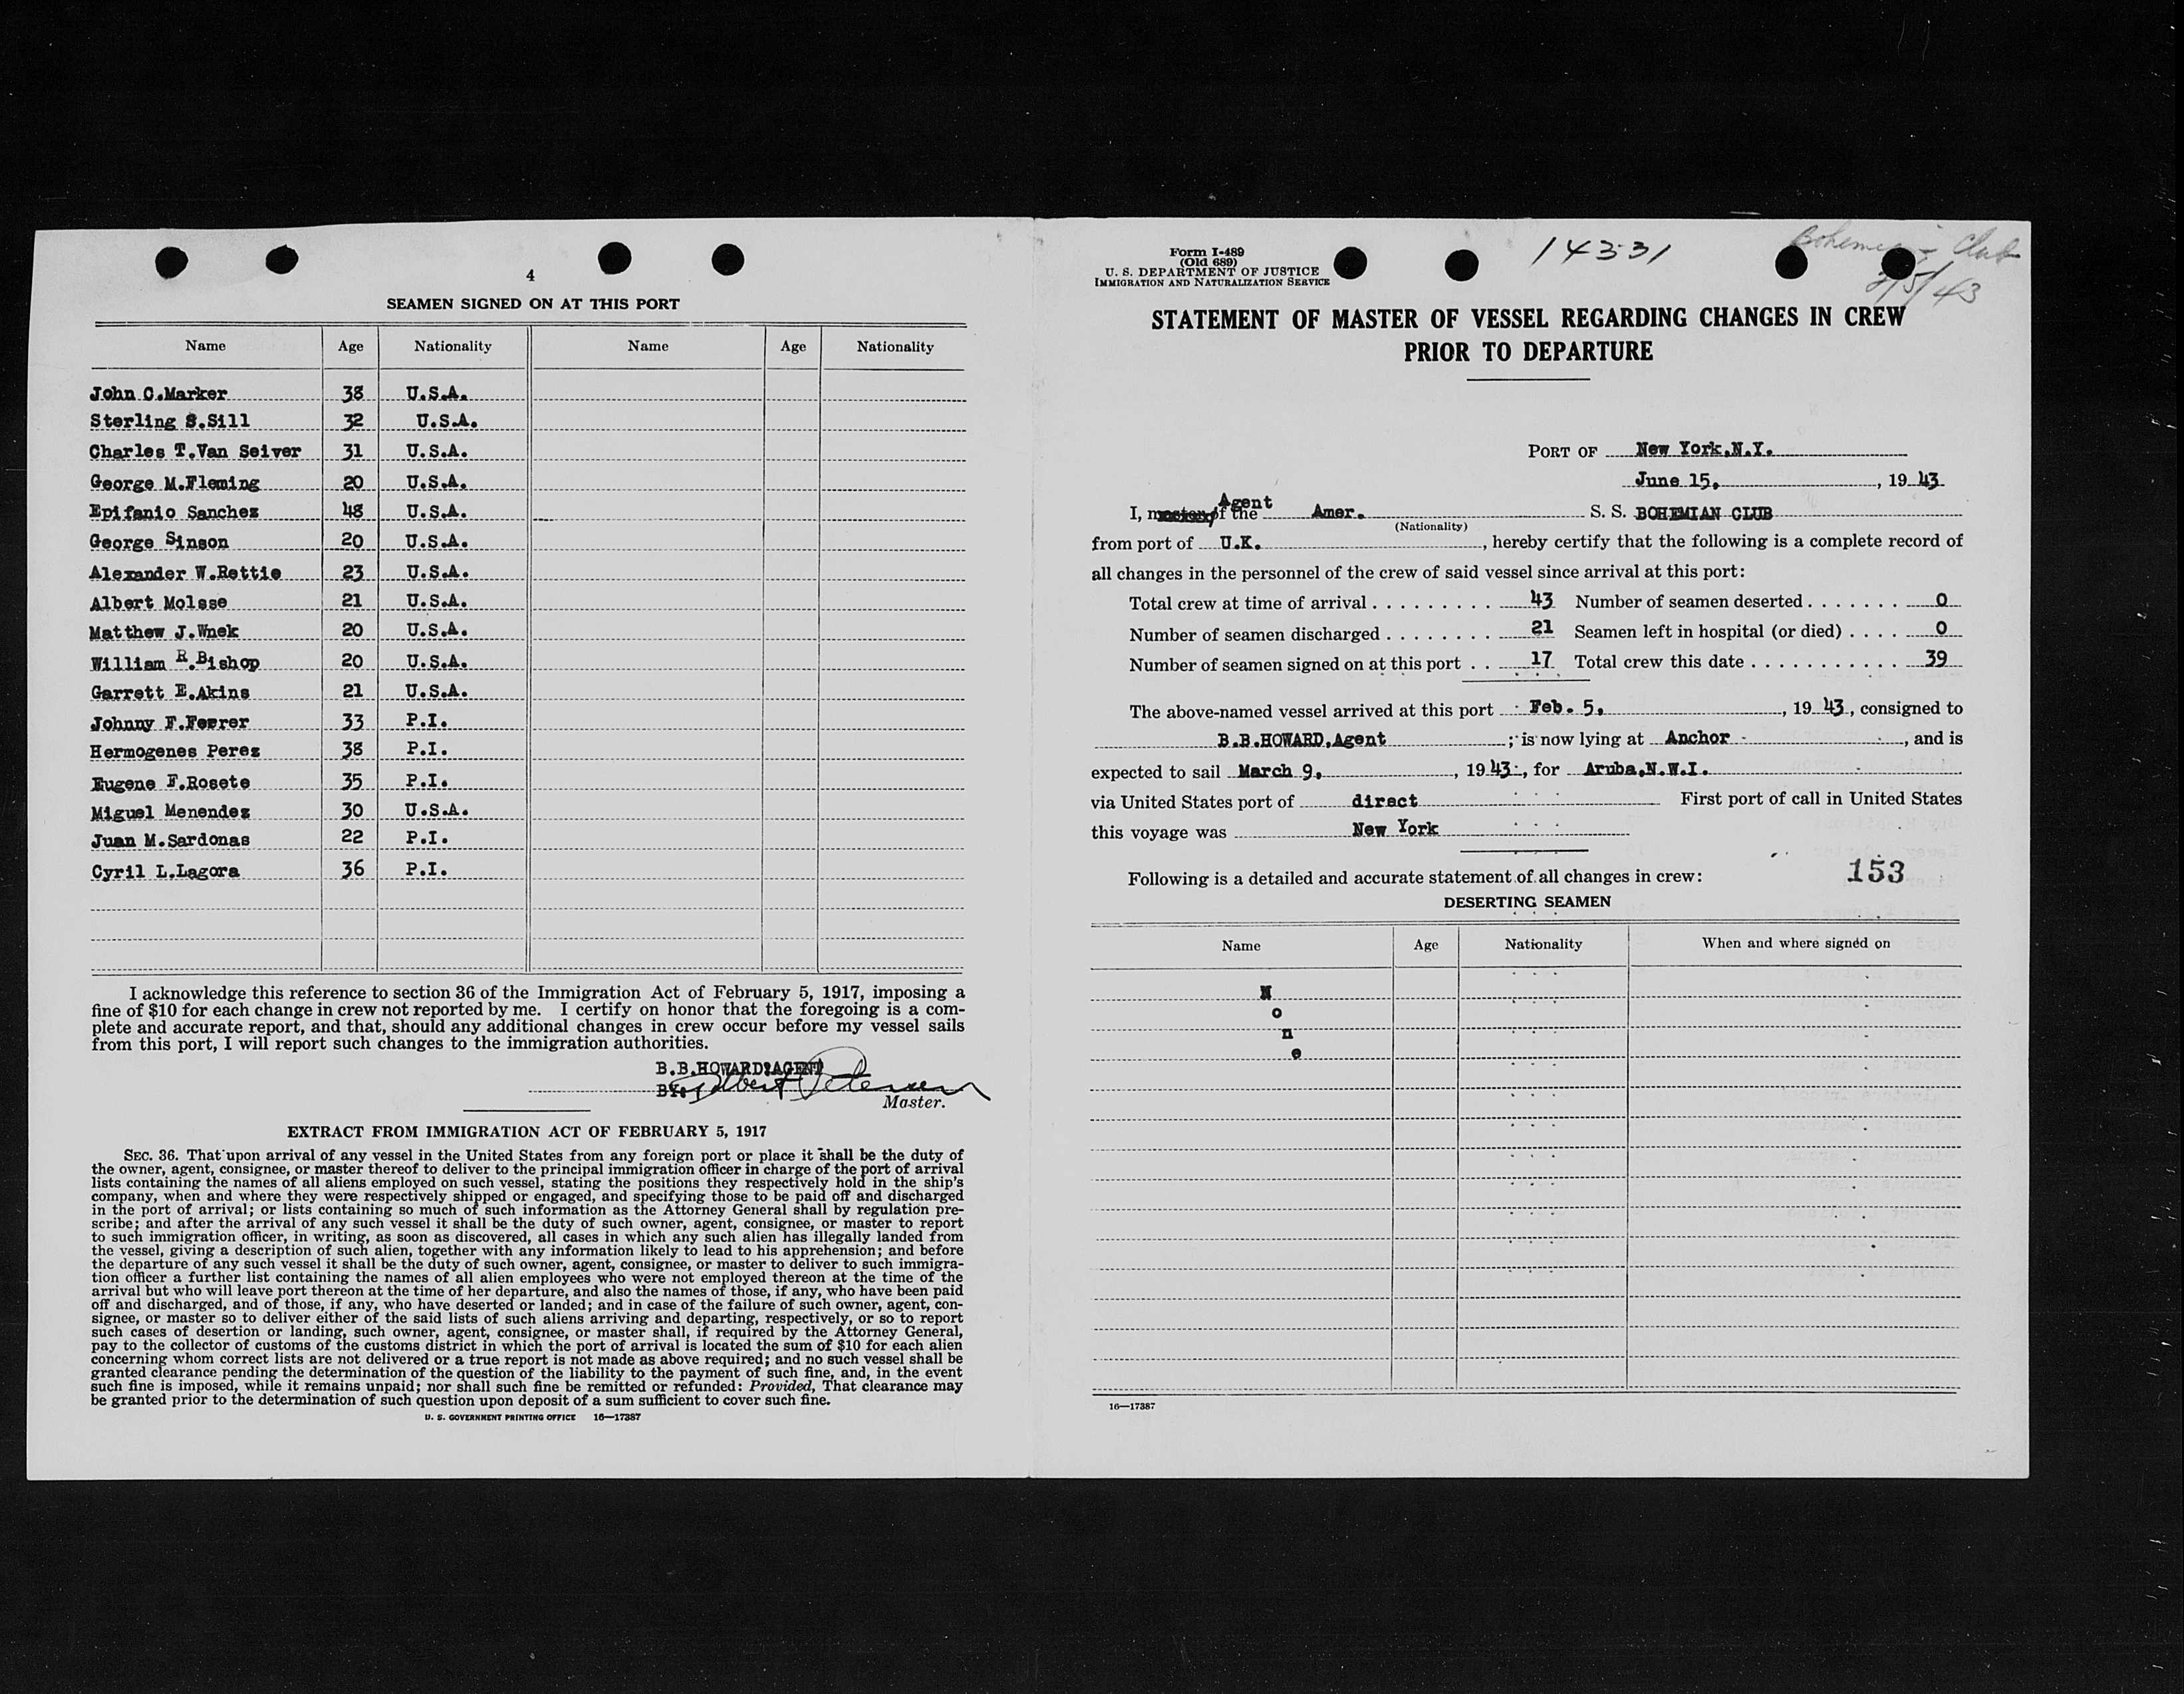 4
SEAMEN SIGNED ON AT THIS PORT
Name Age Nationality Name Age Nationality
John C.Marker 38 U.S.A.
Sterling S.Sill 32 U.S.A.
Charles T.Van Seiver 31 U.S.A.
George M.Fleming 20 U.S.A.
Epifanio Sanchez 48 U.S.A.
George Sinson 20 U.S.A.
Alexander W.Rettie 23 U.S.A.
Albert Molsse 21 U.S.A.
Matthew J.Wnek 20 U.S.A.
William R.Bishop 20 U.S.A.
Garrett E.Akins 21 U.S.A.
Johnny F.Ferrer 33 P.I.
Hermogenes Perez 38 P.I.
Eugene F.Rosete 35 P.I.
Miguel Menendez 30 U.S.A.
Juan M.Sardonas 22 P.I.
Cyril L.Lagora 36 P.I.
I acknowledge this reference to section 36 of the Immigration Act of February 5, 1917, imposing a
fine of $10 for each change in crew not reported by me. I certify on honor that the foregoing is a com-
plete and accurate report, and that, should any additional changes in crew occur before my vessel sails
from this port, I will report such changes to the immigration authorities.
B.B.HOWARD,AGENT
BY: Petersen
Master.
EXTRACT FROM IMMIGRATION ACT OF FEBRUARY 5, 1917
SEC. 36. That upon arrival of any vessel in the United States from any foreign port or place it shall be the duty of
the owner, agent, consignee, or master thereof to deliver to the principal immigration officer in charge of the port of arrival
lists containing the names of all aliens employed on such vessel, stating the positions they respectively hold in the ship's
company, when and where they were respectively shipped or engaged, and specifying those to be paid off and discharged
in the port of arrival; or lists containing so much of such information as the Attorney General shall by regulation pre-
scribe; and after the arrival of any such vessel it shall be the duty of such owner, agent, consignee, or master to report
to such immigration officer, in writing, as soon as discovered, all cases in which any such alien has illegally landed from
the vessel, giving a description of such alien, together with any information likely to lead to his apprehension; and before
the departure of any such vessel it shall be the duty of such owner, agent, consignee, or master to deliver to such immigra-
tion officer a further list containing the names of all alien employees who were not employed thereon at the time of the
arrival but who will leave port thereon at the time of her departure, and also the names of those, if any, who have been paid
off and discharged, and of those, if any, who have deserted or landed; and in case of the failure of such owner, agent, con-
signee, or master so to deliver either of the said lists of such aliens arriving and departing, respectively, or so to report
such cases of desertion or landing, such owner, agent, consignee, or master shall, if required by the Attorney General,
pay to the collector of customs of the customs district in which the port of arrival is located the sum of $10 for each alien
concerning whom correct lists are not delivered or a true report is not made as above required; and no such vessel shall be
granted clearance pending the determination of the question of the liability to the payment of such fine, and, in the event
such fine is imposed, while it remains unpaid; nor shall such fine be remitted or refunded: Provided, That clearance may
be granted prior to the determination of such question upon deposit of a sum sufficient to cover such fine.
U. S. GOVERNMENT PRINTING OFFICE 16—17387
Form I-489
(Old 689)
U. S. DEPARTMENT OF JUSTICE
IMMIGRATION AND NATURALIZATION SERVICE
14331
Bohemian Club
2/5/43
STATEMENT OF MASTER OF VESSEL REGARDING CHANGES IN CREW
PRIOR TO DEPARTURE
PORT OF New York,N.Y.
June 15, , 19 43
Agent
I, master of the Amer. S. S. BOHEMIAN CLUB
(Nationality)
from port of U.K. , hereby certify that the following is a complete record of
all changes in the personnel of the crew of said vessel since arrival at this port:
Total crew at time of arrival . . . . . . . . . . 43 Number of seamen deserted . . . . . . . 0
Number of seamen discharged . . . . . . . . 21 Seamen left in hospital (or died) . . . . 0
Number of seamen signed on at this port . . 17 Total crew this date . . . . . . . . . . . . 39
The above-named vessel arrived at this port Feb. 5, , 19 43, consigned to
B.B.HOWARD,Agent ; is now lying at Anchor , and is
expected to sail March 9, , 19 43, for Aruba,N.W.I.
via United States port of direct First port of call in United States
this voyage was New York
Following is a detailed and accurate statement of all changes in crew: 153
DESERTING SEAMEN
Name Age Nationality When and where signed on
N
o
n
e
16—17387